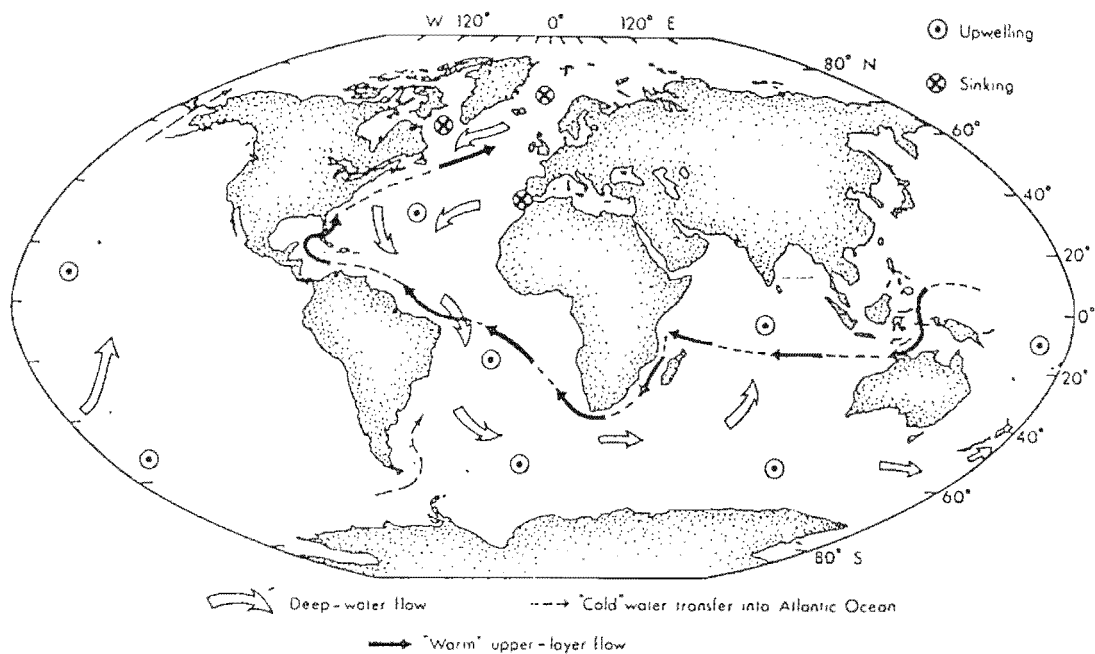 W 120° 0° 120° E
Upwelling
Sinking
80° N
60°
40°
20°
0°
20°
40°
60°
80° S
Deep-water flow
"Cold" water transfer into Atlantic Ocean
"Warm" upper-layer flow